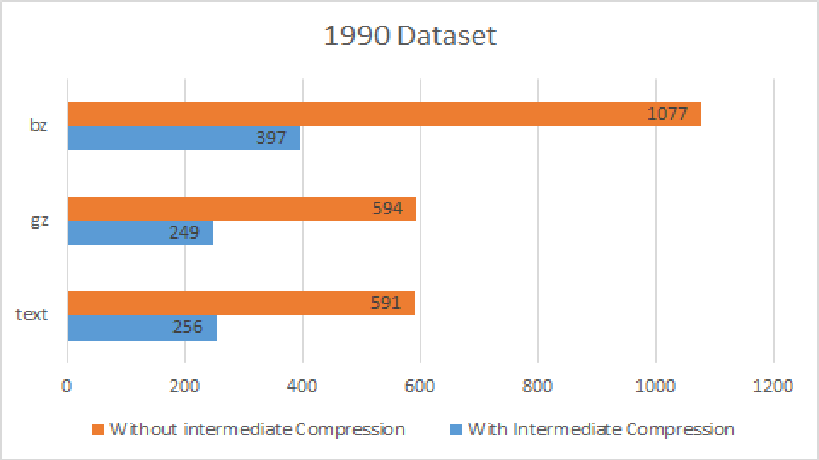 1990 Dataset
1077
bz
397
594
gz
249
591
text
256
0 200 400 600 800 1000 1200
Without intermediate Compression With Intermediate Compression